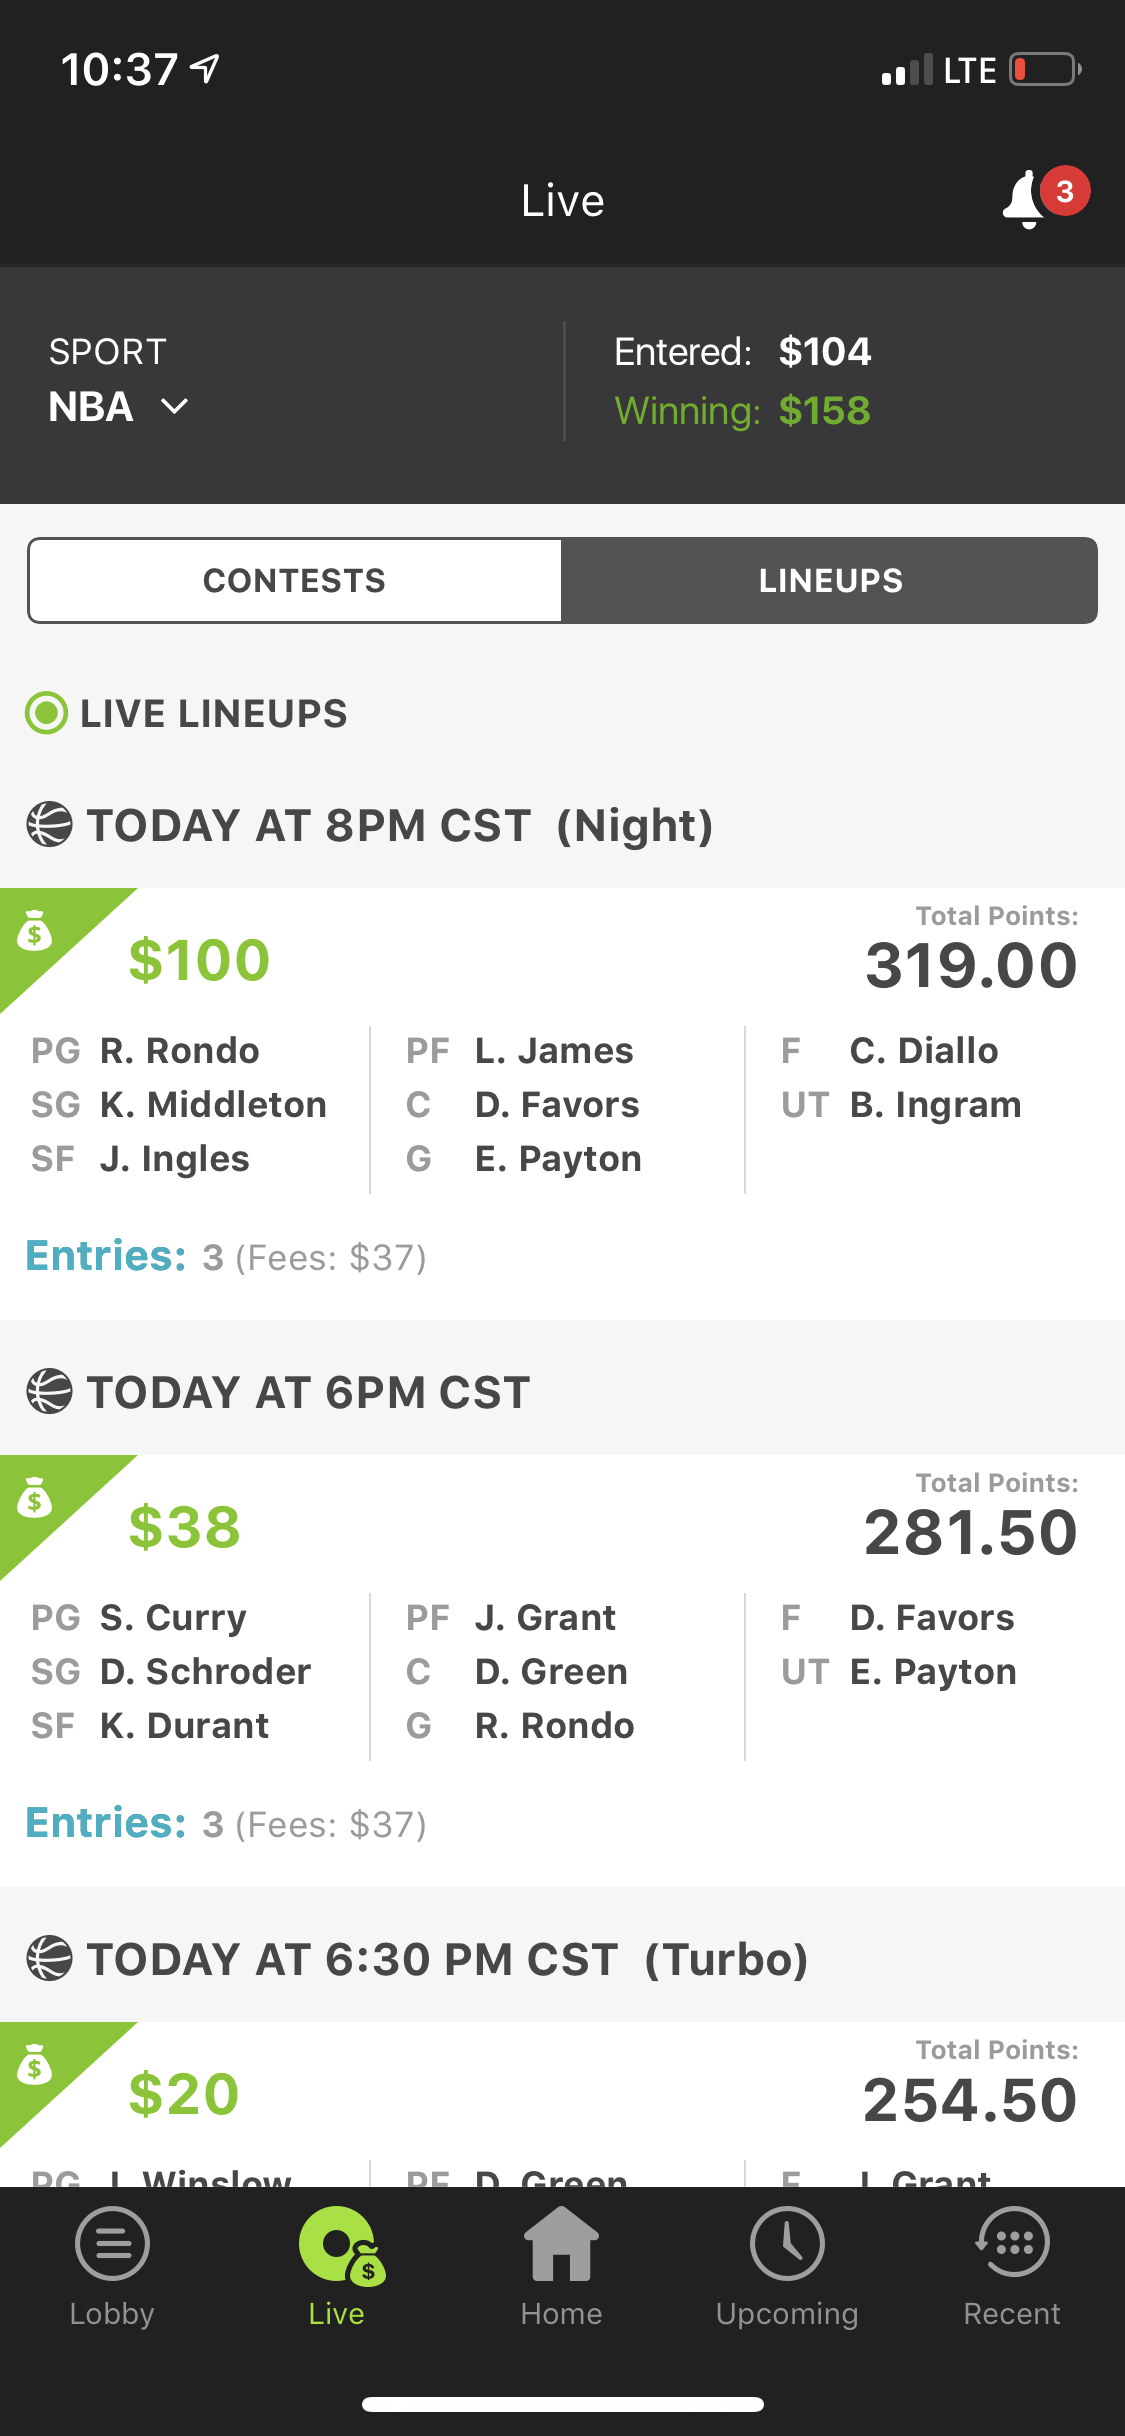 10:37
LTE
Live
3
SPORT
NBA
Entered: $104
Winning: $158
CONTESTS
LINEUPS
LIVE LINEUPS
TODAY AT 8PM CST (Night)
$
$100
Total Points:
319.00
PG R. Rondo
SG K. Middleton
SF J. Ingles
PF L. James
C D. Favors
G E. Payton
F C. Diallo
UT B. Ingram
Entries: 3 (Fees: $37)
TODAY AT 6PM CST
$
$38
Total Points:
281.50
PG S. Curry
SG D. Schroder
SF K. Durant
PF J. Grant
C D. Green
G R. Rondo
F D. Favors
UT E. Payton
Entries: 3 (Fees: $37)
TODAY AT 6:30 PM CST (Turbo)
$
$20
Total Points:
254.50
PG J. Winslow
PF D. Green
F J. Grant
$
Lobby
Live
Home
Upcoming
Recent